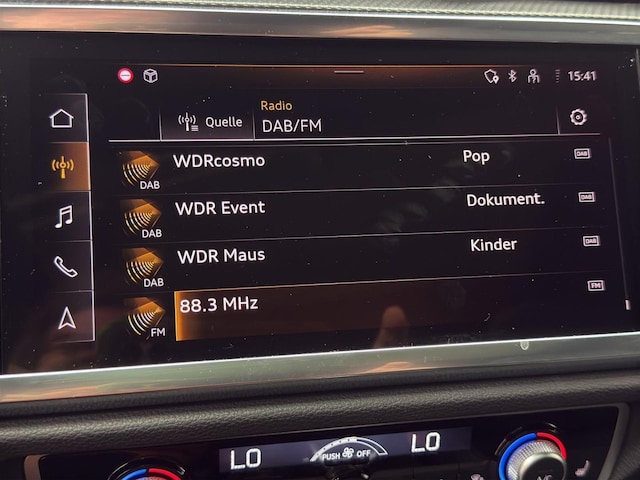 15:41
Radio
Quelle
DAB/FM
WDRcosmo Pop DAB
DAB
WDR Event Dokument. DAB
DAB
WDR Maus Kinder DAB
DAB
88.3 MHz FM
FM
LO PUSH OFF LO
AC